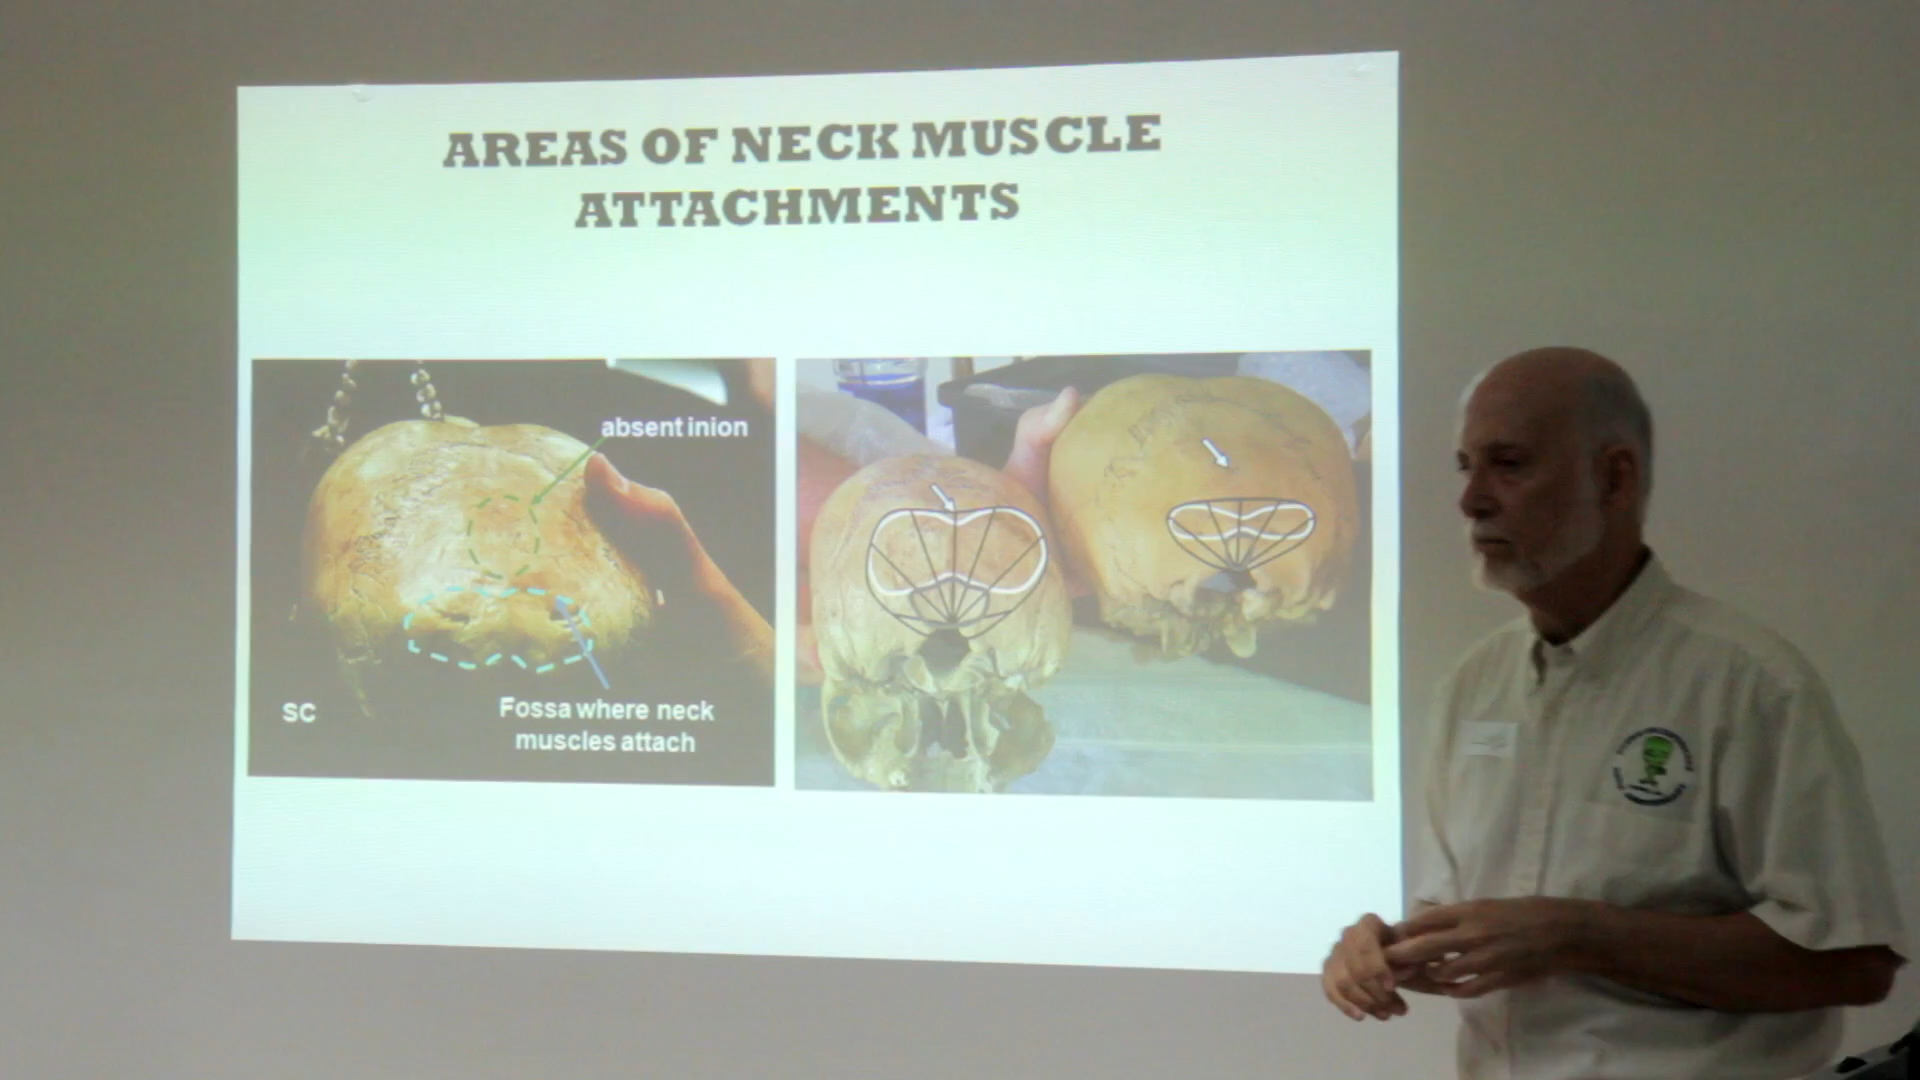 AREAS OF NECK MUSCLE
ATTACHMENTS
absent inion
SC
Fossa where neck
muscles attach